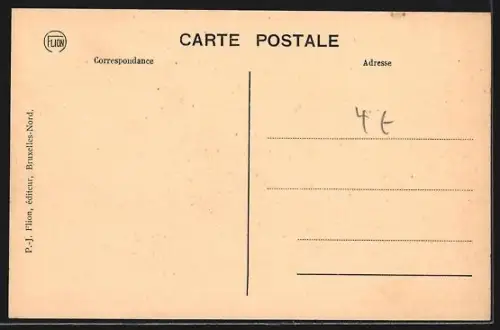 FLION
CARTE POSTALE
Correspondance
Adresse
4 €
P.-J. Flion, éditeur, Bruxelles-Nord.